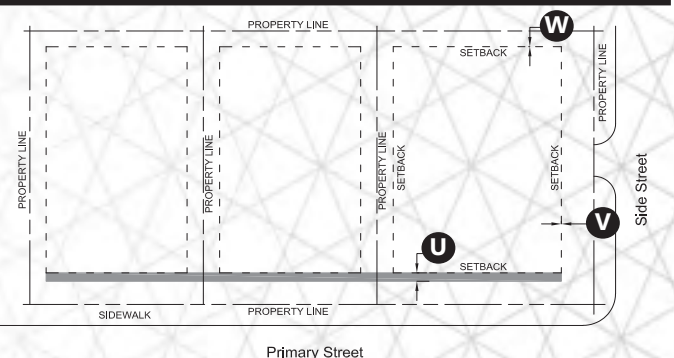 PROPERTY LINE
W
SETBACK
PROPERTY LINE
PROPERTY LINE
PROPERTY LINE
PROPERTY LINE
SETBACK
SETBACK
Side Street
V
U
SETBACK
SIDEWALK
PROPERTY LINE
Primary Street